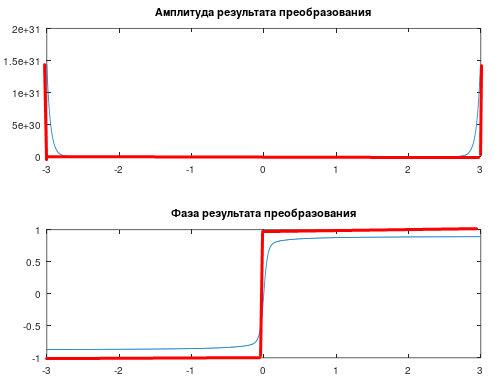 Амплитуда результата преобразования
2e+31
1.5e+31
1e+31
5e+30
0
-3 -2 -1 0 1 2 3
Фаза результата преобразования
1
0.5
0
-0.5
-1
-3 -2 -1 0 1 2 3